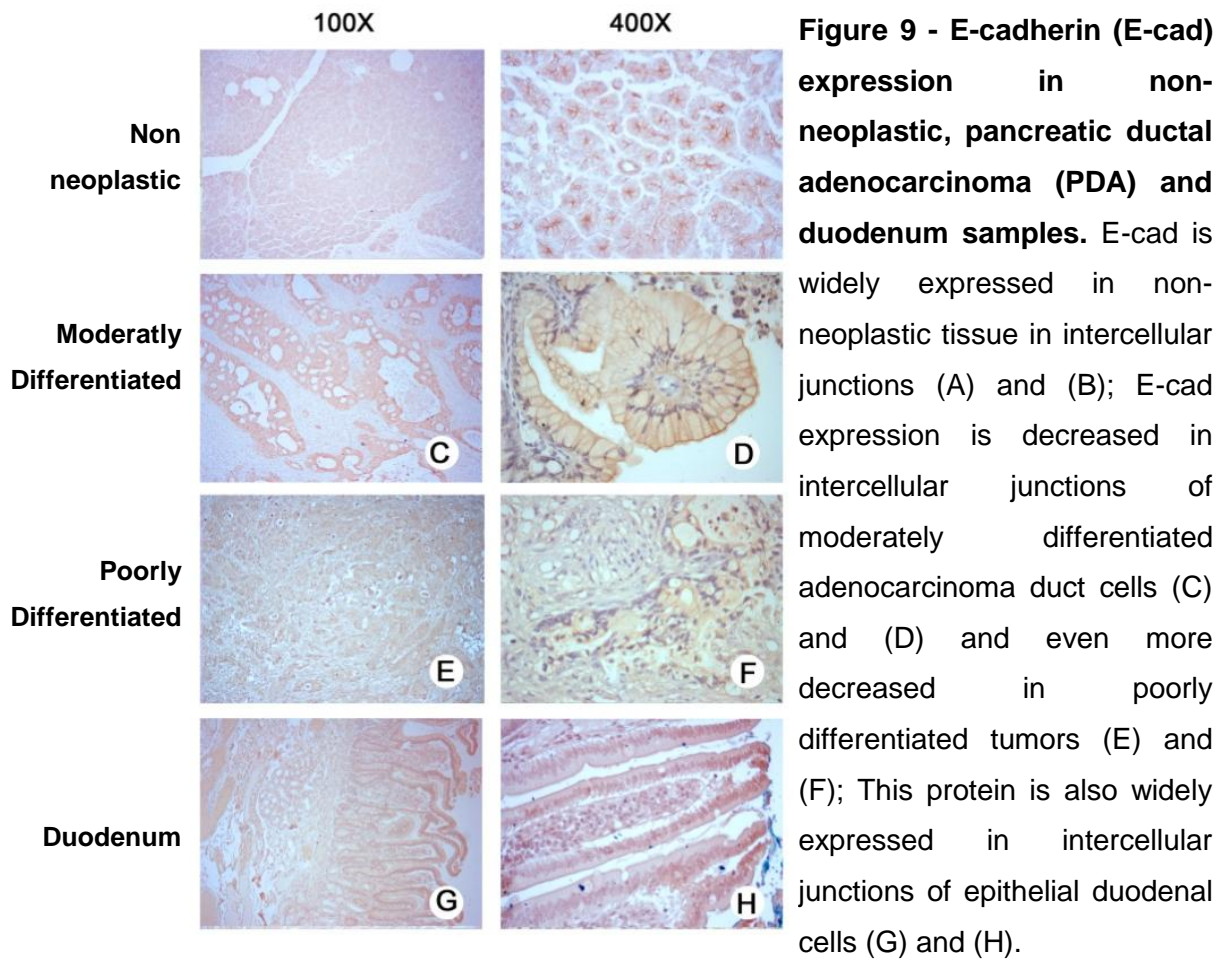 100X
400X
Non
neoplastic
Moderatly
Differentiated
C
D
Poorly
Differentiated
E
F
Duodenum
G
H
Figure 9 - E-cadherin (E-cad)
expression in non-
neoplastic, pancreatic ductal
adenocarcinoma (PDA) and
duodenum samples. E-cad is
widely expressed in non-
neoplastic tissue in intercellular
junctions (A) and (B); E-cad
expression is decreased in
intercellular junctions of
moderately differentiated
adenocarcinoma duct cells (C)
and (D) and even more
decreased in poorly
differentiated tumors (E) and
(F); This protein is also widely
expressed in intercellular
junctions of epithelial duodenal
cells (G) and (H).